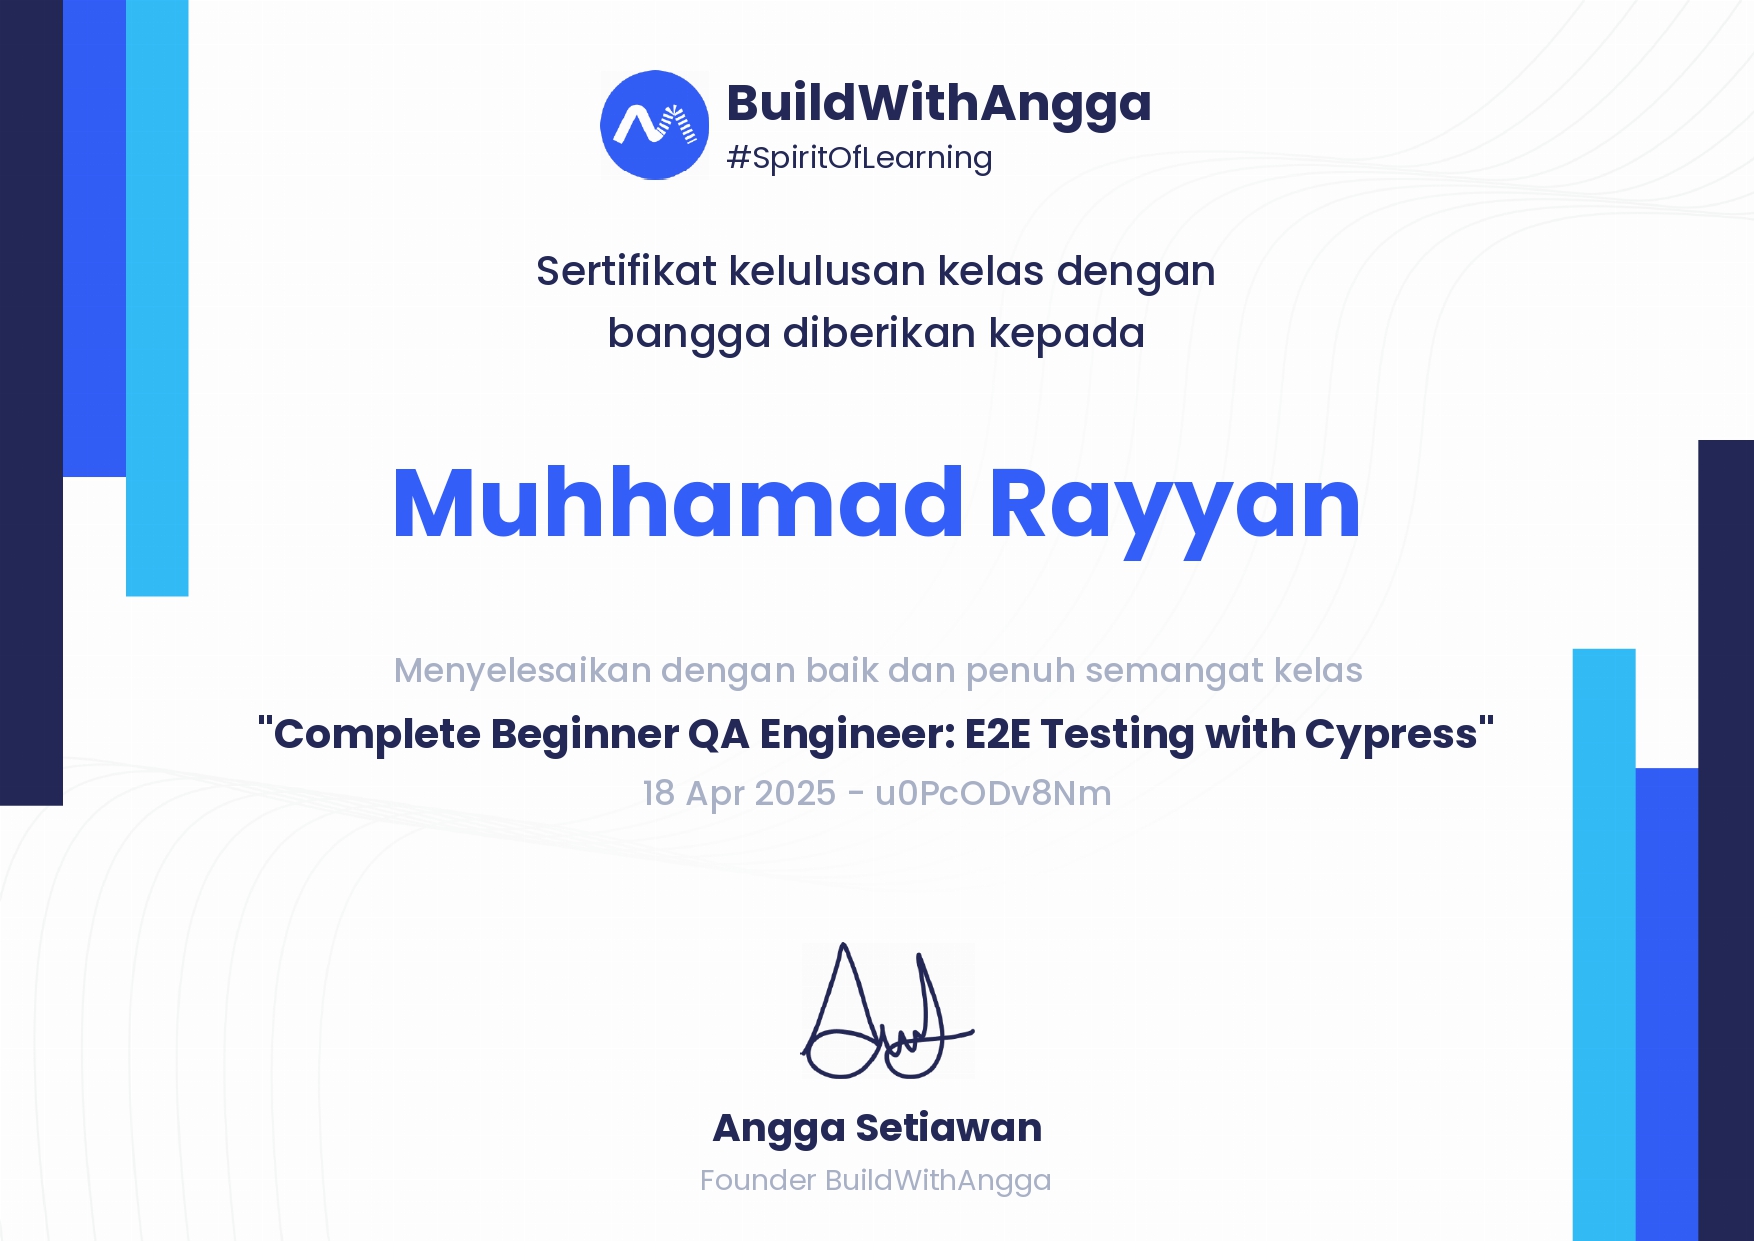 BuildWithAngga
#SpiritOfLearning
Sertifikat kelulusan kelas dengan
bangga diberikan kepada
Muhhamad Rayyan
Menyelesaikan dengan baik dan penuh semangat kelas
"Complete Beginner QA Engineer: E2E Testing with Cypress"
18 Apr 2025 - u0PcODv8Nm
Angga Setiawan
Founder BuildWithAngga